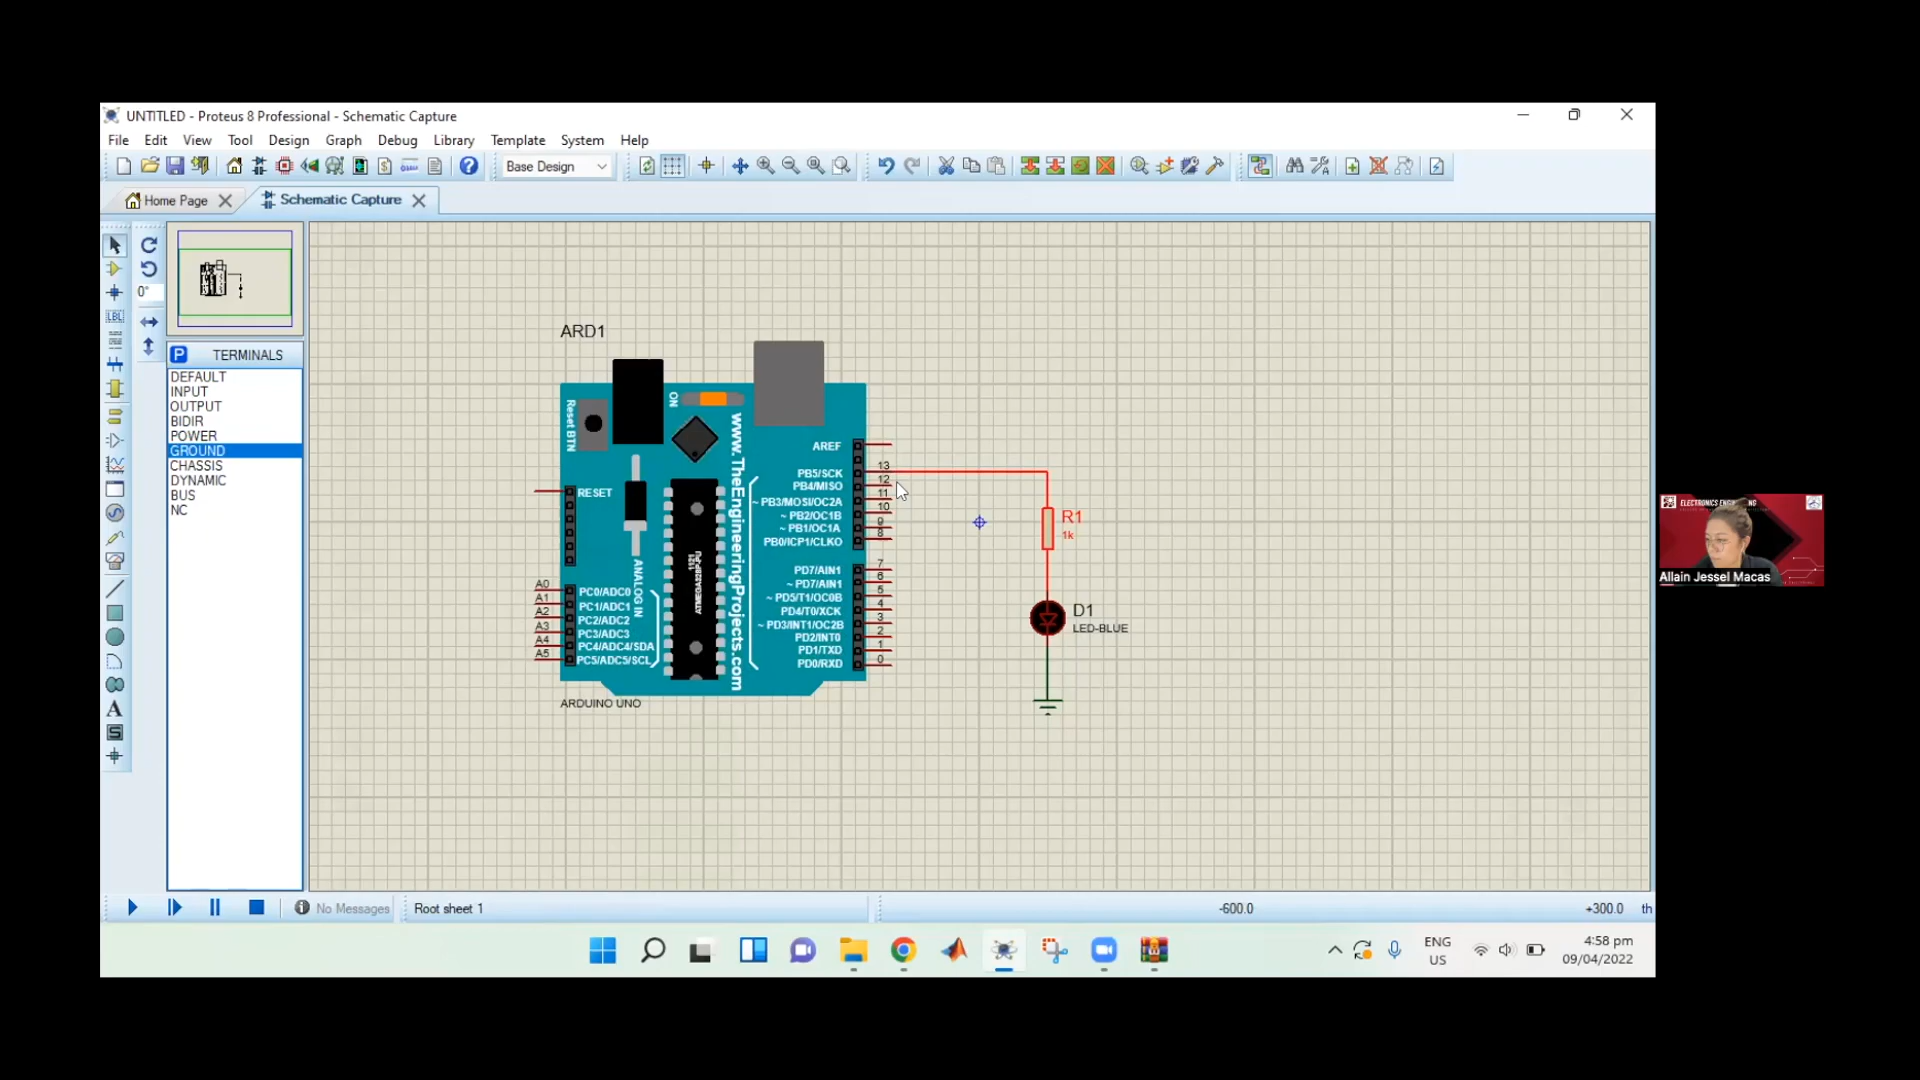 UNTITLED - Proteus 8 Professional - Schematic Capture
File Edit View Tool Design Graph Debug Library Template System Help
Base Design
Home Page
Schematic Capture
LBL
0°
P TERMINALS
DEFAULT
INPUT
OUTPUT
BIDIR
POWER
GROUND
CHASSIS
DYNAMIC
BUS
NC
A
S
ARD1
Reset BTN
ON
www.TheEngineeringProjects.com
RESET
ANALOG IN
1121
ATMEGA328P-PU
A0 PC0/ADC0
A1 PC1/ADC1
A2 PC2/ADC2
A3 PC3/ADC3
A4 PC4/ADC4/SDA
A5 PC5/ADC5/SCL
AREF
PB5/SCK 13
PB4/MISO 12
~ PB3/MOSI/OC2A 11
~ PB2/OC1B 10
~ PB1/OC1A 9
PB0/ICP1/CLKO 8
PD7/AIN1 7
~ PD7/AIN1 6
~ PD5/T1/OC0B 5
PD4/T0/XCK 4
~ PD3/INT1/OC2B 3
PD2/INT0 2
PD1/TXD 1
PD0/RXD 0
ARDUINO UNO
R1
1k
D1
LED-BLUE
No Messages
Root sheet 1
-600.0
+300.0
th
ENG
US
4:58 pm
09/04/2022
Allain Jessel Macas